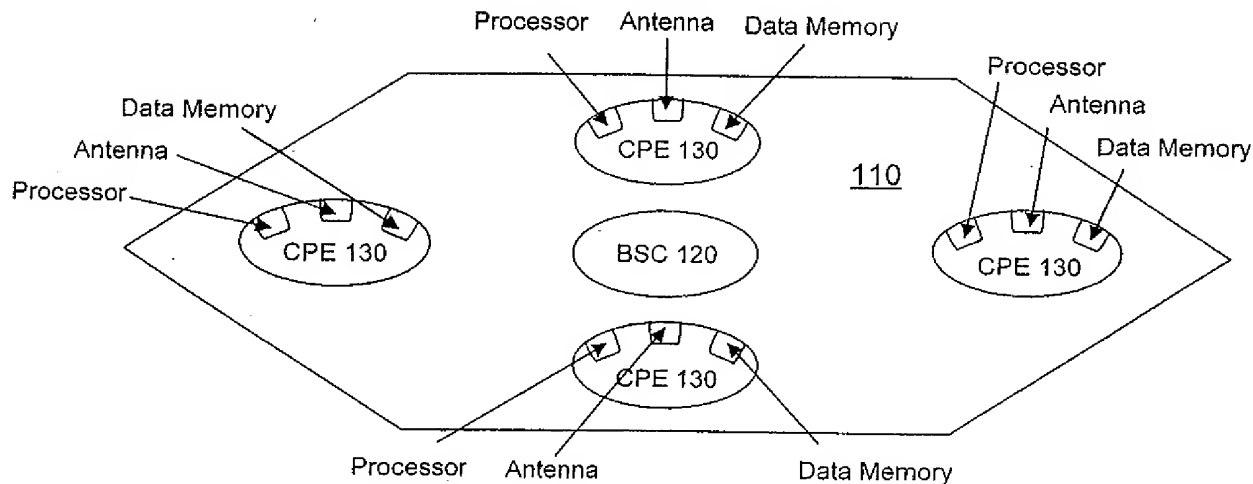 Processor Antenna Data Memory
CPE 130
Data Memory
Antenna
Processor
CPE 130
110
Processor
Antenna
Data Memory
CPE 130
BSC 120
CPE 130
Processor Antenna Data Memory